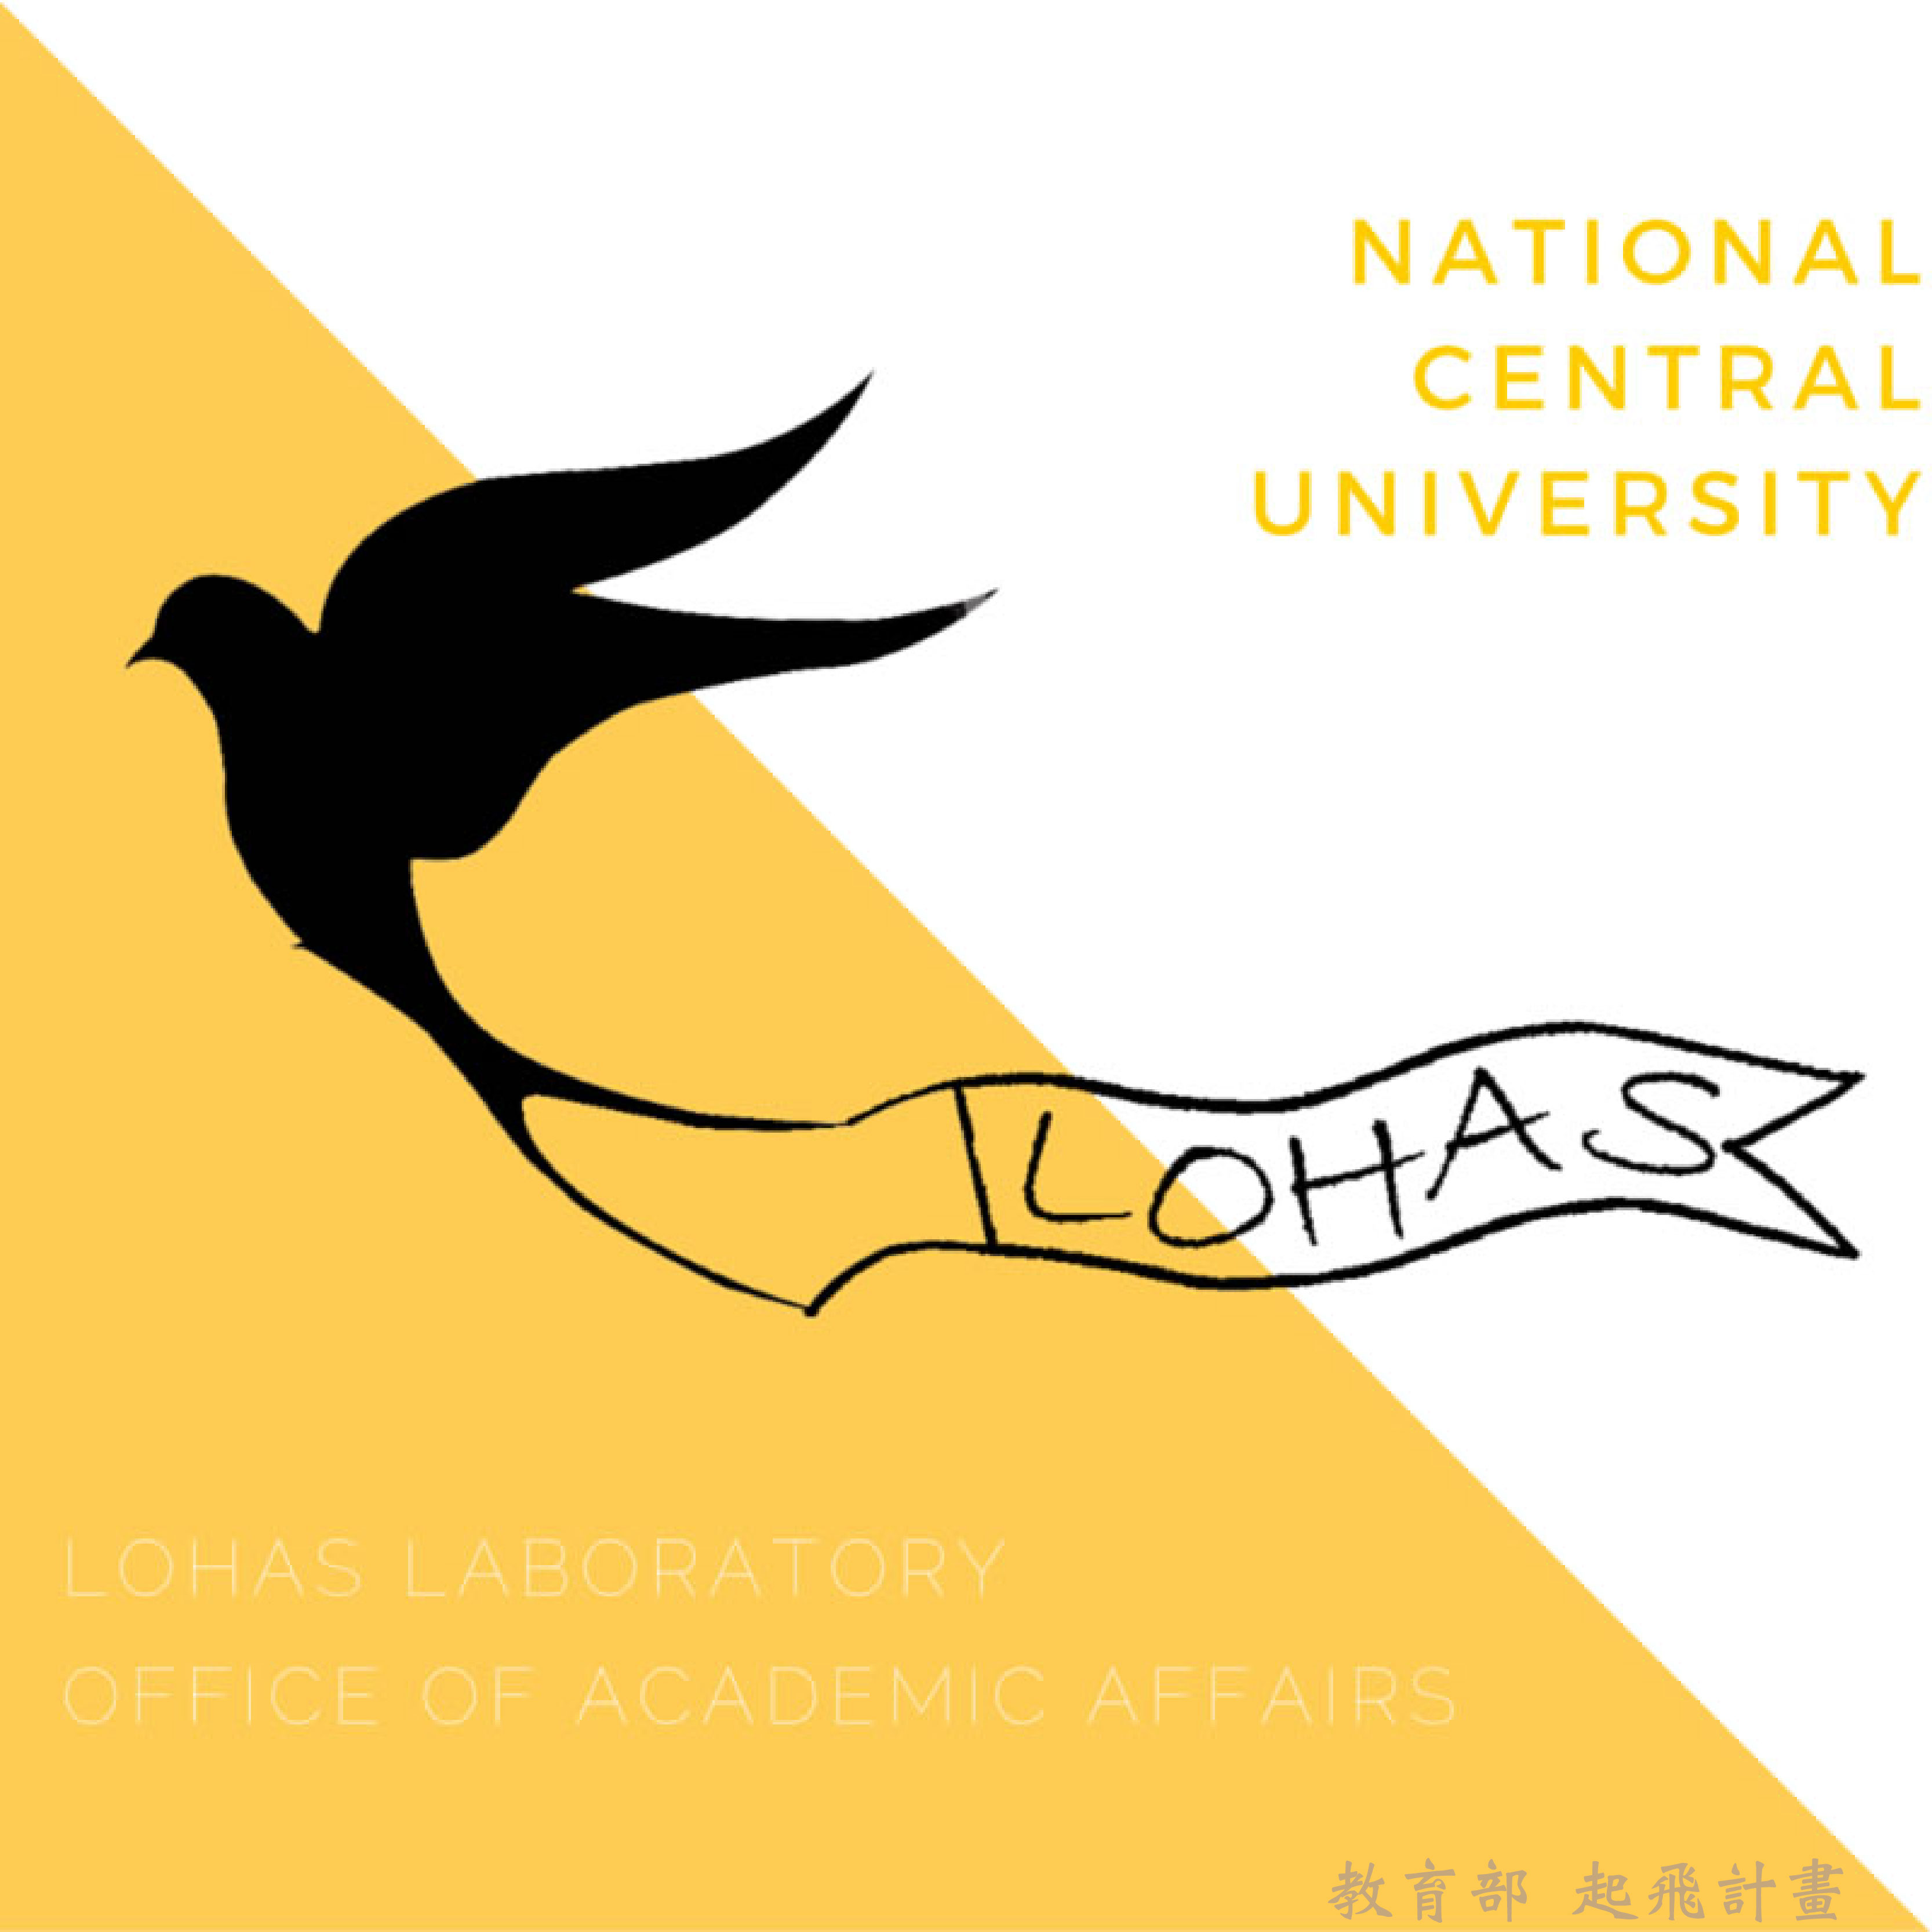 NATIONAL
CENTRAL
UNIVERSITY
LOHAS
LOHAS LABORATORY
OFFICE OF ACADEMIC AFFAIRS
教育部 起飛計畫